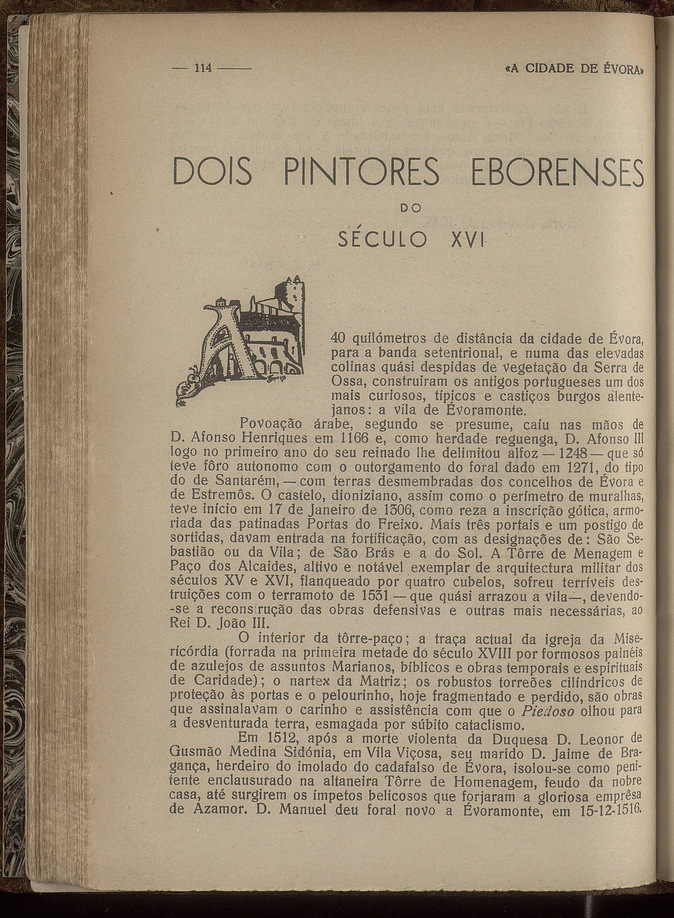 — 114 —
«A CIDADE DE ÉVORA»
DOIS PINTORES EBORENSES
DO
SÉCULO XVI
A
40 quilómetros de distância da cidade de Évora,
para a banda setentrional, e numa das elevadas
colinas quási despidas de vegetação da Serra de
Ossa, construiram os antigos portugueses um dos
mais curiosos, típicos e castiços burgos alente-
janos: a vila de Evoramonte.
Povoação árabe, segundo se presume, caíu nas mãos de
D. Afonso Henriques em 1166 e, como herdade reguenga, D. Afonso III
logo no primeiro ano do seu reinado lhe delimitou alfoz — 1248 — que só
teve fôro autonomo com o outorgamento do foral dado em 1271, do tipo
do de Santarém, — com terras desmembradas dos concelhos de Évora e
de Estremôs. O castelo, dioniziano, assim como o perímetro de muralhas,
teve início em 17 de Janeiro de 1306, como reza a inscrição gótica, armo-
riada das patinadas Portas do Freixo. Mais três portais e um postigo de
sortidas, davam entrada na fortificação, com as designações de: São Se-
bastião ou da Vila; de São Brás e a do Sol. A Tôrre de Menagem e
Paço dos Alcaides, altivo e notável exemplar de arquitectura militar dos
séculos XV e XVI, flanqueado por quatro cubelos, sofreu terríveis des-
truições com o terramoto de 1531 — que quási arrazou a vila —, devendo-
-se a reconstrução das obras defensivas e outras mais necessárias, ao
Rei D. João III.
O interior da tôrre-paço; a traça actual da igreja da Mise-
ricórdia (forrada na primeira metade do século XVIII por formosos painéis
de azulejos de assuntos Marianos, bíblicos e obras temporais e espirituais
de Caridade); o nartex da Matriz; os robustos torreões cilíndricos de
proteção às portas e o pelourinho, hoje fragmentado e perdido, são obras
que assinalavam o carinho e assistência com que o Piedoso olhou para
a desventurada terra, esmagada por súbito cataclismo.
Em 1512, após a morte violenta da Duquesa D. Leonor de
Gusmão Medina Sidónia, em Vila Viçosa, seu marido D. Jaime de Bra-
gança, herdeiro do imolado do cadafalso de Évora, isolou-se como peni-
tente enclausurado na altaneira Tôrre de Homenagem, feudo da nobre
casa, até surgirem os ímpetos belicosos que forjaram a gloriosa emprêsa
de Azamor. D. Manuel deu foral novo a Évoramonte, em 15-12-1516.